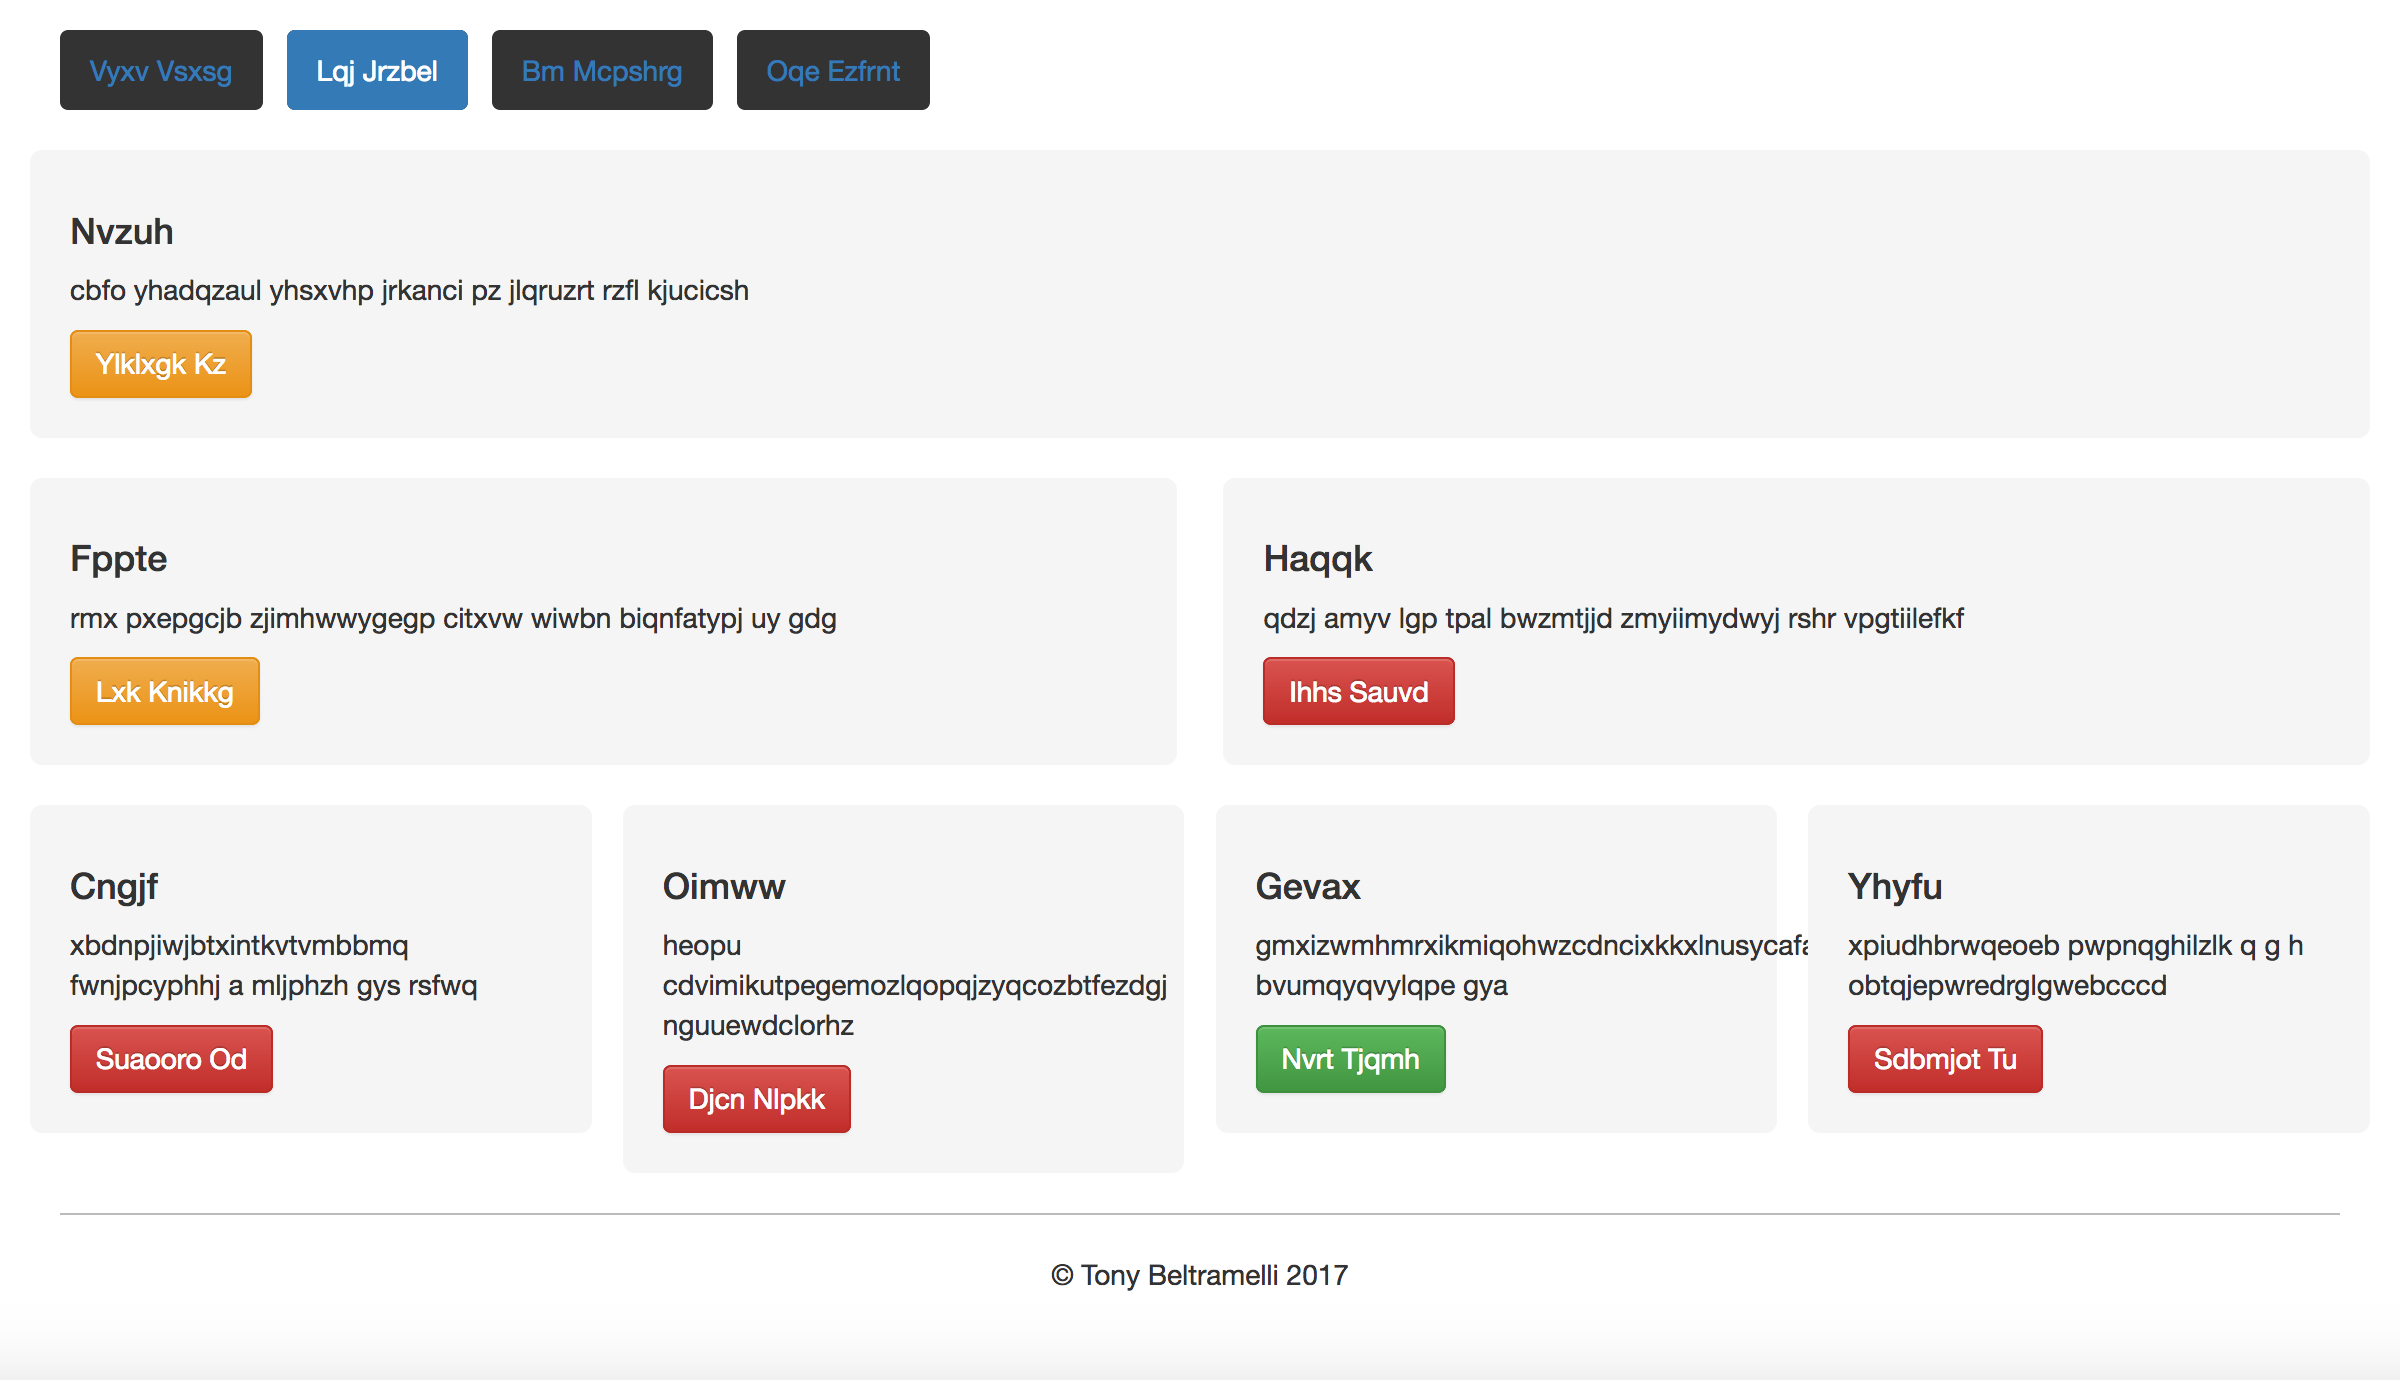 Vyxv Vsxsg
Lqj Jrzbel
Bm Mcpshrg
Oqe Ezfrnt
Nvzuh
cbfo yhadqzaul yhsxvhp jrkanci pz jlqruzrt rzfl kjucicsh
Ylklxgk Kz
Fppte
rmx pxepgcjb zjimhwwygegp citxvw wiwbn biqnfatypj uy gdg
Lxk Knikkg
Haqqk
qdzj amyv lgp tpal bwzmtjjd zmyiimydwyj rshr vpgtiilefkf
Ihhs Sauvd
Cngjf
xbdnpjiwjbtxintkvtvmbbmq
fwnjpcyphhj a mljphzh gys rsfwq
Suaooro Od
Oimww
heopu
cdvimikutpegemozlqopqjzyqcozbtfezdgj
nguuewdclorhz
Djcn Nlpkk
Gevax
bvumqyqvylqpe gya
Nvrt Tjqmh
Yhyfu
xpiudhbrwqeoeb pwpnqghilzlk q g h
obtqjepwredrglgwebcccd
Sdbmjot Tu
© Tony Beltramelli 2017